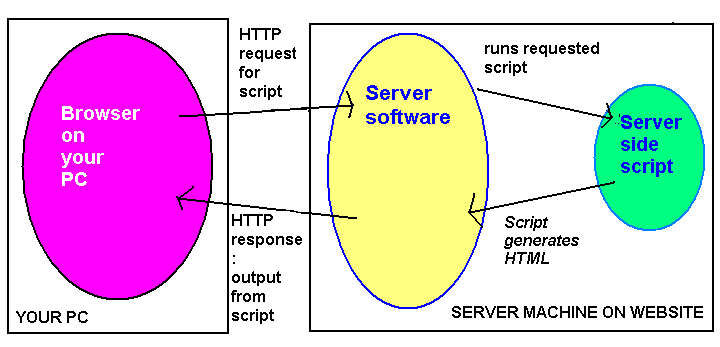 HTTP
request
for
script
Browser
on
your
PC
Server
software
runs requested
script
Server
side
script
HTTP
response
:
output
from
script
Script
generates
HTML
YOUR PC
SERVER MACHINE ON WEBSITE